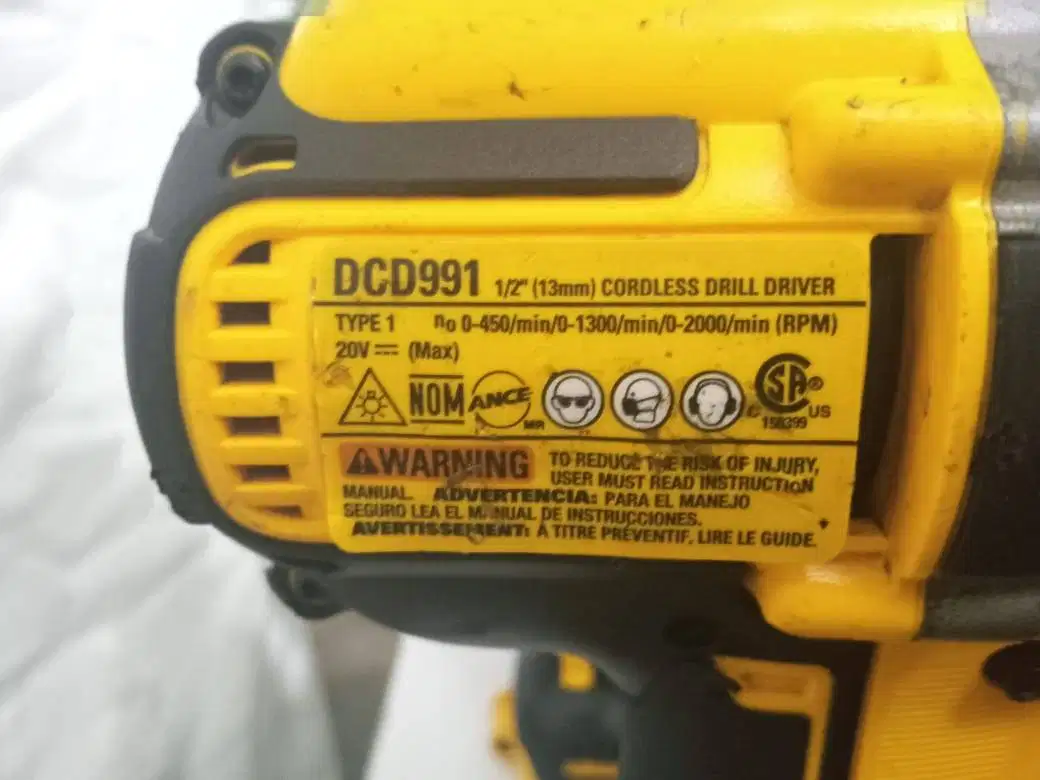 DCD991 1/2" (13mm) CORDLESS DRILL DRIVER
TYPE 1 n₀ 0-450/min/0-1300/min/0-2000/min (RPM)
20V ⎓ (Max)
NOM ANCE MR SA® C US
158399
WARNING TO REDUCE THE RISK OF INJURY,
USER MUST READ INSTRUCTION
MANUAL. ADVERTENCIA: PARA EL MANEJO
SEGURO LEA EL MANUAL DE INSTRUCCIONES.
AVERTISSEMENT: À TITRE PRÉVENTIF, LIRE LE GUIDE.